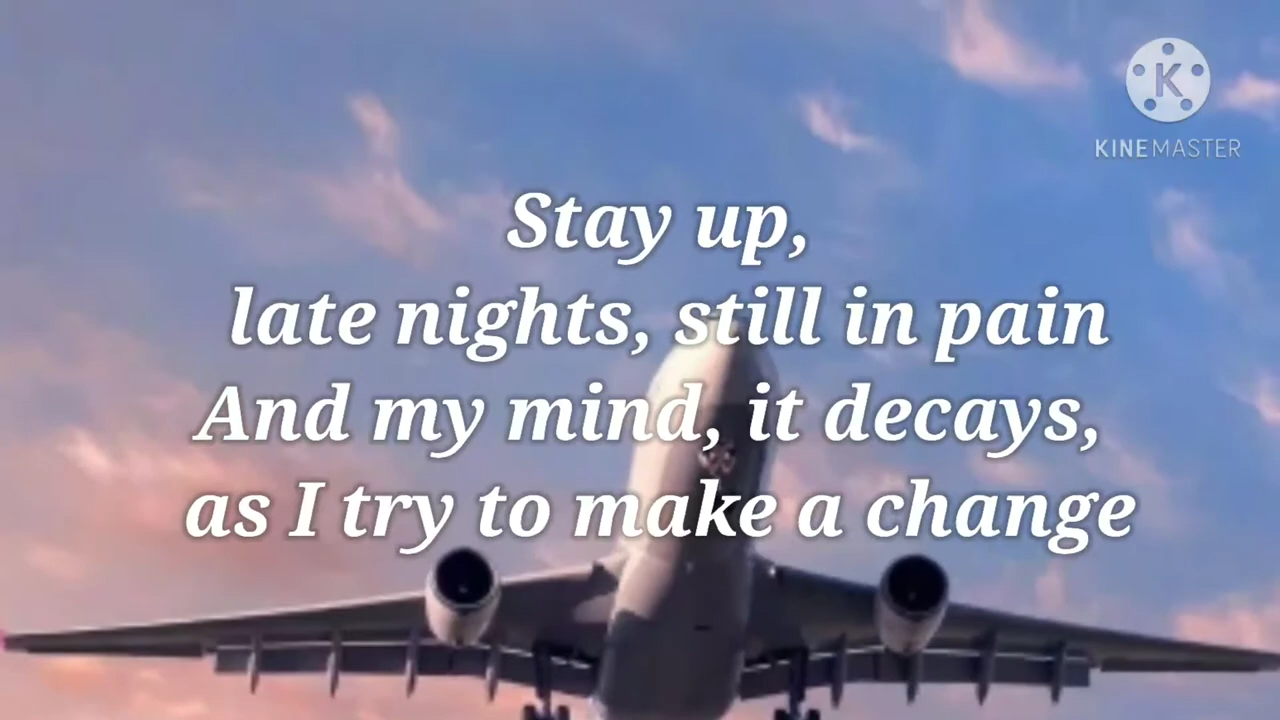 K
KINEMASTER
Stay up,
late nights, still in pain
And my mind, it decays,
as I try to make a change